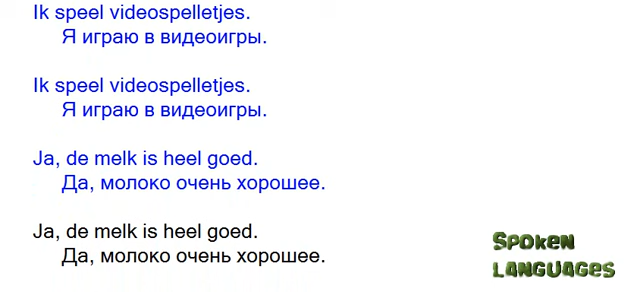 Ik speel videospelletjes.
Я играю в видеоигры.
Ik speel videospelletjes.
Я играю в видеоигры.
Ja, de melk is heel goed.
Да, молоко очень хорошее.
Ja, de melk is heel goed.
Да, молоко очень хорошее.
Spoken
Languages